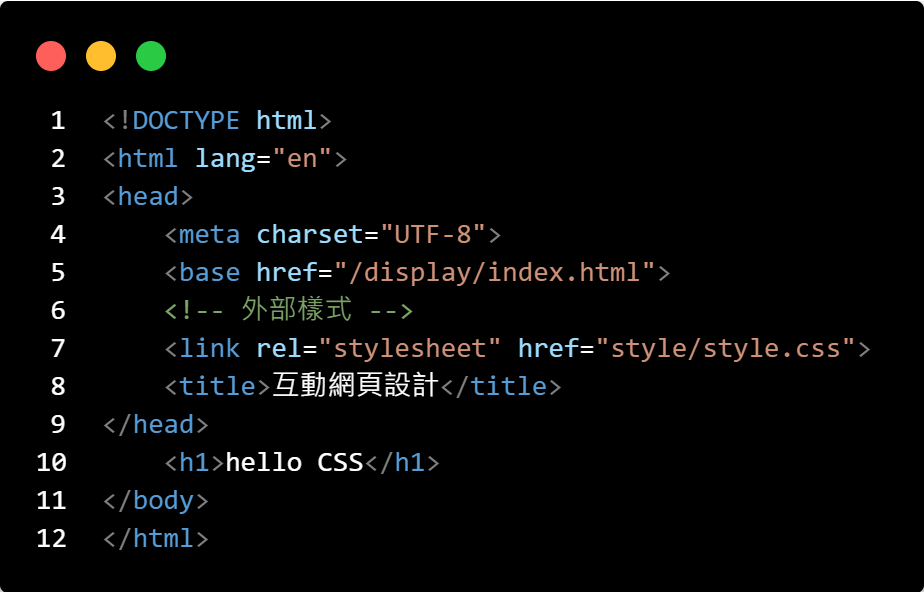 1 <!DOCTYPE html>
2 <html lang="en">
3 <head>
4     <meta charset="UTF-8">
5     <base href="/display/index.html">
6     <!-- 外部樣式 -->
7     <link rel="stylesheet" href="style/style.css">
8     <title>互動網頁設計</title>
9 </head>
10     <h1>hello CSS</h1>
11 </body>
12 </html>